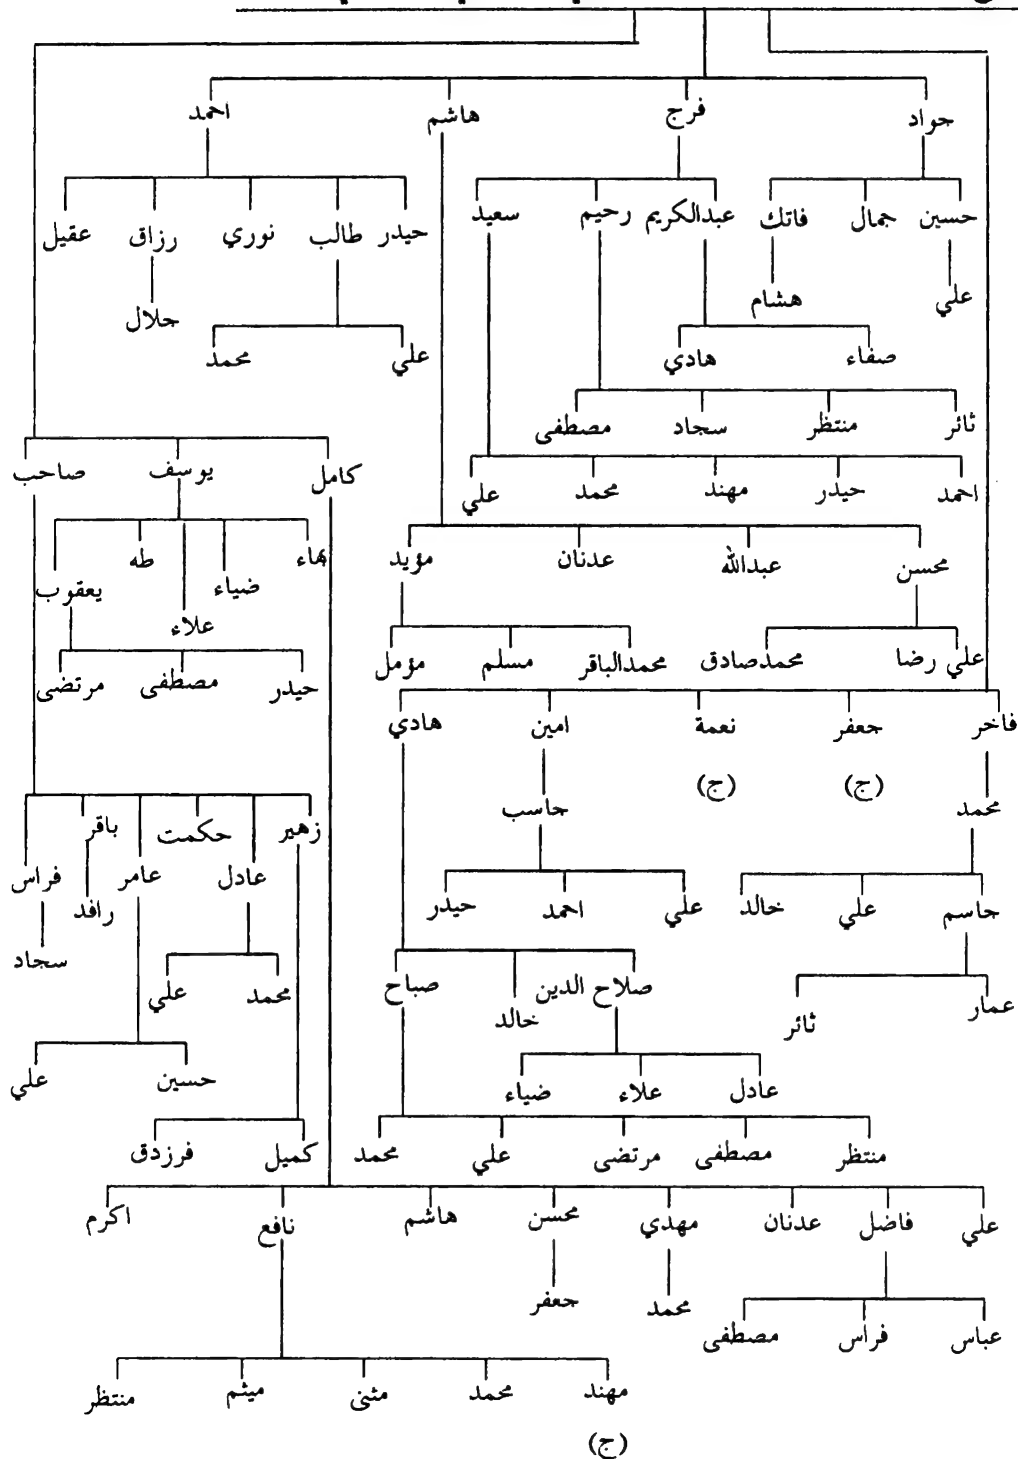 احمد هاشم فرج جواد
عقيل رزاق نوري طالب حيدر سعيد رحيم عبدالكريم فاتك جمال حسين
جلال هشام علي
محمد علي هادي صفاء
مصطفى سجاد منتظر ثائر
صاحب يوسف كامل علي محمد مهند حيدر احمد
يعقوب طه علاء ضياء بهاء مؤيد عدنان عبدالله محسن
مرتضى مصطفى حيدر مؤمل مسلم محمدالباقر محمدصادق علي رضا
هادي امين نعمة جعفر فاخر
(ج) (ج)
حاسب محمد
فراس باقر عامر حكمت عادل زهير
سجاد رافد حيدر احمد علي خالد علي جاسم
علي محمد صباح خالد صلاح الدين ثائر عمار
علي حسين ضياء علاء عادل
فرزدق كميل محمد علي مرتضى مصطفى منتظر
اكرم نافع هاشم محسن مهدي عدنان فاضل علي
جعفر محمد مصطفى فراس عباس
منتظر ميثم مثنى محمد مهند
(ج)